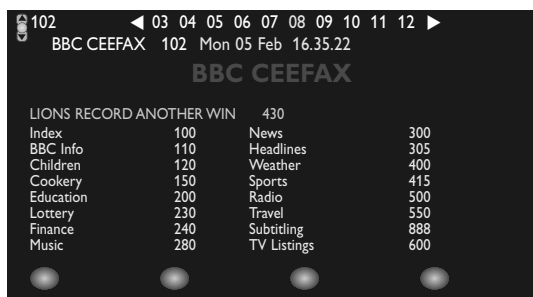 102 ◀ 03 04 05 06 07 08 09 10 11 12 ▶
BBC CEEFAX 102 Mon 05 Feb 16.35.22
BBC CEEFAX
LIONS RECORD ANOTHER WIN 430
Index 100 News 300
BBC Info 110 Headlines 305
Children 120 Weather 400
Cookery 150 Sports 415
Education 200 Radio 500
Lottery 230 Travel 550
Finance 240 Subtitling 888
Music 280 TV Listings 600